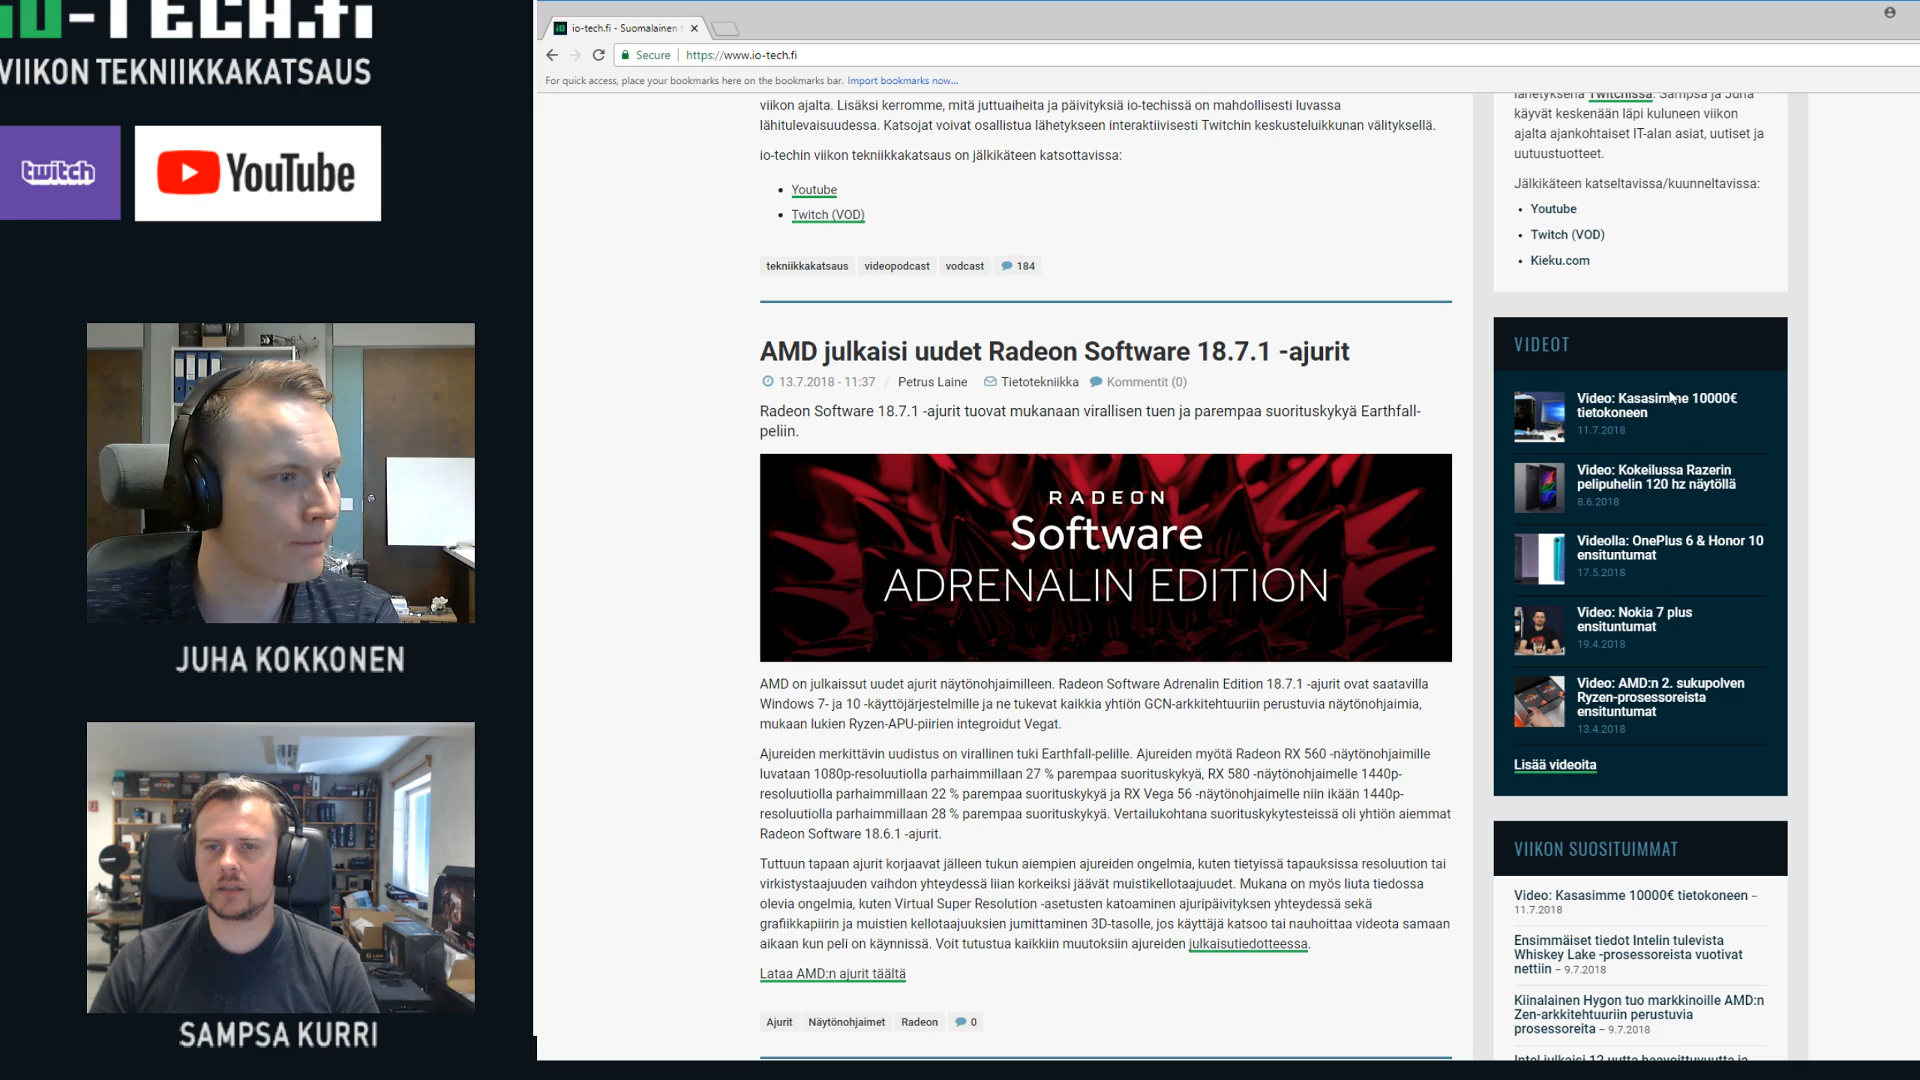 iO-TECH.fi
VIIKON TEKNIIKKAKATSAUS
twitch
YouTube
JUHA KOKKONEN
SAMPSA KURRI
io-tech.fi - Suomalainen
Secure
https://www.io-tech.fi
For quick access, place your bookmarks here on the bookmarks bar. Import bookmarks now...
viikon ajalta. Lisäksi kerromme, mitä juttuaiheita ja päivityksiä io-techissä on mahdollisesti luvassa
lähitulevaisuudessa. Katsojat voivat osallistua lähetykseen interaktiivisesti Twitchin keskusteluikkunan välityksellä.
io-techin viikon tekniikkakatsaus on jälkikäteen katsottavissa:
Youtube
Twitch (VOD)
tekniikkakatsaus videopodcast vodcast 184
AMD julkaisi uudet Radeon Software 18.7.1 -ajurit
13.7.2018 - 11:37 / Petrus Laine Tietotekniikka Kommentit (0)
Radeon Software 18.7.1 -ajurit tuovat mukanaan virallisen tuen ja parempaa suorituskykyä Earthfall-
peliin.
RADEON
Software
ADRENALIN EDITION
AMD on julkaissut uudet ajurit näytönohjaimilleen. Radeon Software Adrenalin Edition 18.7.1 -ajurit ovat saatavilla
Windows 7- ja 10 -käyttöjärjestelmille ja ne tukevat kaikkia yhtiön GCN-arkkitehtuuriin perustuvia näytönohjaimia,
mukaan lukien Ryzen-APU-piirien integroidut Vegat.
Ajureiden merkittävin uudistus on virallinen tuki Earthfall-pelille. Ajureiden myötä Radeon RX 560 -näytönohjaimille
luvataan 1080p-resoluutiolla parhaimmillaan 27 % parempaa suorituskykyä, RX 580 -näytönohjaimelle 1440p-
resoluutiolla parhaimmillaan 22 % parempaa suorituskykyä ja RX Vega 56 -näytönohjaimelle niin ikään 1440p-
resoluutiolla parhaimmillaan 28 % parempaa suorituskykyä. Vertailukohtana suorituskykytesteissä oli yhtiön aiemmat
Radeon Software 18.6.1 -ajurit.
Tuttuun tapaan ajurit korjaavat jälleen tukun aiempien ajureiden ongelmia, kuten tietyissä tapauksissa resoluution tai
virkistystaajuuden vaihdon yhteydessä liian korkeiksi jäävät muistikellotaajuudet. Mukana on myös liuta tiedossa
olevia ongelmia, kuten Virtual Super Resolution -asetusten katoaminen ajuripäivityksen yhteydessä sekä
grafiikkapiirin ja muistien kellotaajuuksien jumittaminen 3D-tasolle, jos käyttäjä katsoo tai nauhoittaa videota samaan
aikaan kun peli on käynnissä. Voit tutustua kaikkiin muutoksiin ajureiden julkaisutiedotteessa.
Lataa AMD:n ajurit täältä
Ajurit Näytönohjaimet Radeon 0
lähetyksenä Twitchissä. Sampsa ja Juha
käyvät keskenään läpi kuluneen viikon
ajalta ajankohtaiset IT-alan asiat, uutiset ja
uutuustuotteet.
Jälkikäteen katseltavissa/kuunneltavissa:
Youtube
Twitch (VOD)
Kieku.com
VIDEOT
Video: Kasasimme 10000€
tietokoneen
11.7.2018
Video: Kokeilussa Razerin
pelipuhelin 120 hz näytöllä
8.6.2018
Videolla: OnePlus 6 & Honor 10
ensituntumat
17.5.2018
Video: Nokia 7 plus
ensituntumat
19.4.2018
Video: AMD:n 2. sukupolven
Ryzen-prosessoreista
ensituntumat
13.4.2018
Lisää videoita
VIIKON SUOSITUIMMAT
Video: Kasasimme 10000€ tietokoneen –
11.7.2018
Ensimmäiset tiedot Intelin tulevista
Whiskey Lake -prosessoreista vuotivat
nettiin – 9.7.2018
Kiinalainen Hygon tuo markkinoille AMD:n
Zen-arkkitehtuuriin perustuvia
prosessoreita – 9.7.2018
Intel julkaisi 12 uutta haavoittuvuutta ja